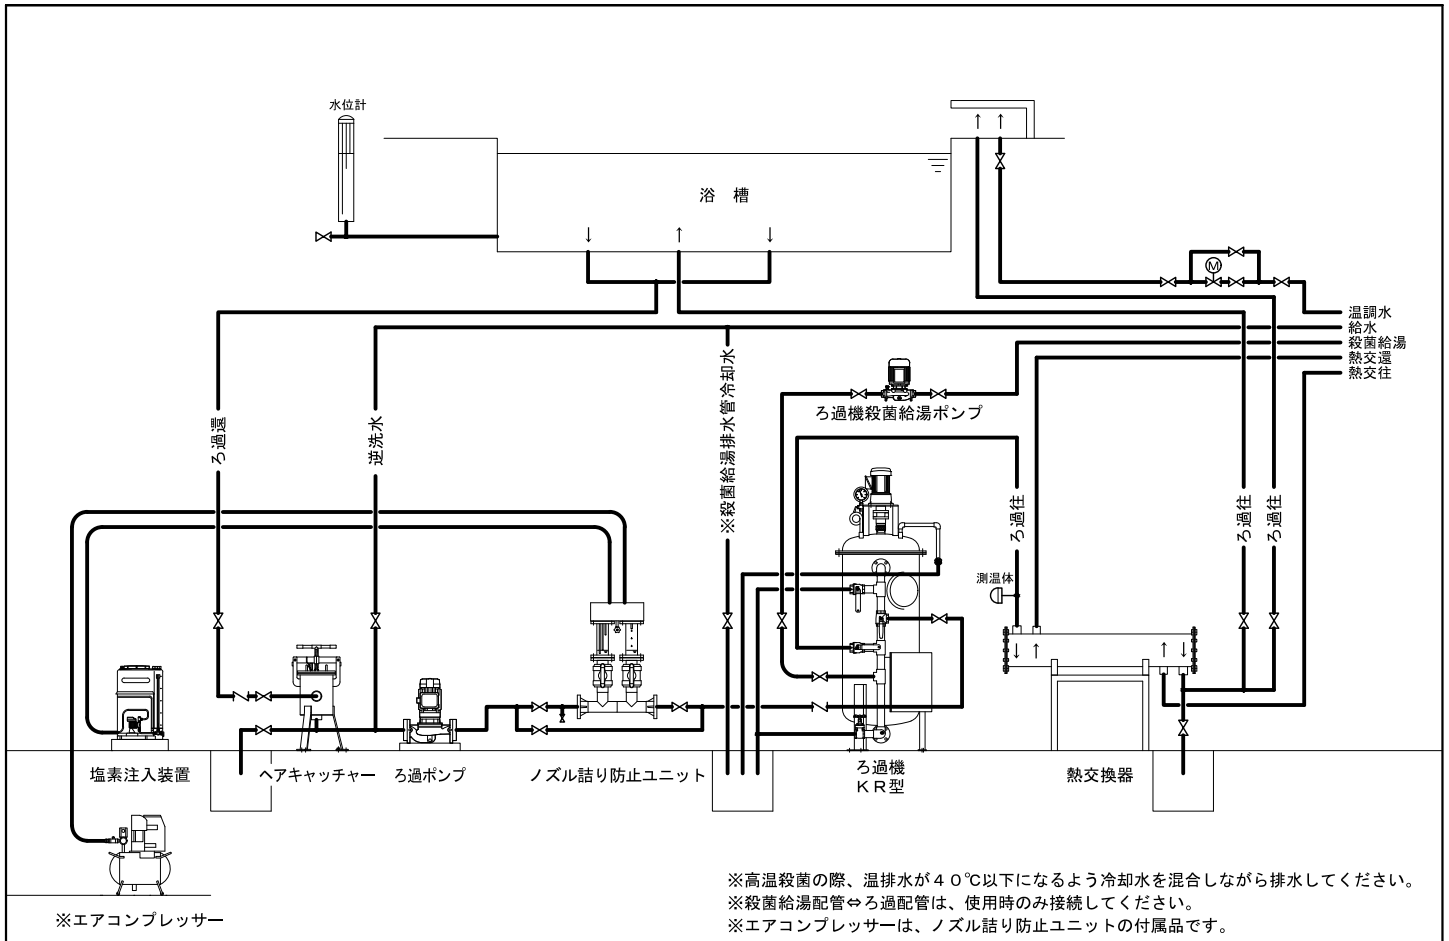 水位計
浴　槽
Ｍ
温調水
給水
殺菌給湯
熱交還
熱交往
ろ過機殺菌給湯ポンプ
ろ過還
逆洗水
※殺菌給湯排水管冷却水
ろ過往
ろ過往
ろ過往
測温体
塩素注入装置
ヘアキャッチャー
ろ過ポンプ
ノズル詰り防止ユニット
ろ過機
ＫＲ型
熱交換器
※エアコンプレッサー
※高温殺菌の際、温排水が４０℃以下になるよう冷却水を混合しながら排水してください。
※殺菌給湯配管⇔ろ過配管は、使用時のみ接続してください。
※エアコンプレッサーは、ノズル詰り防止ユニットの付属品です。